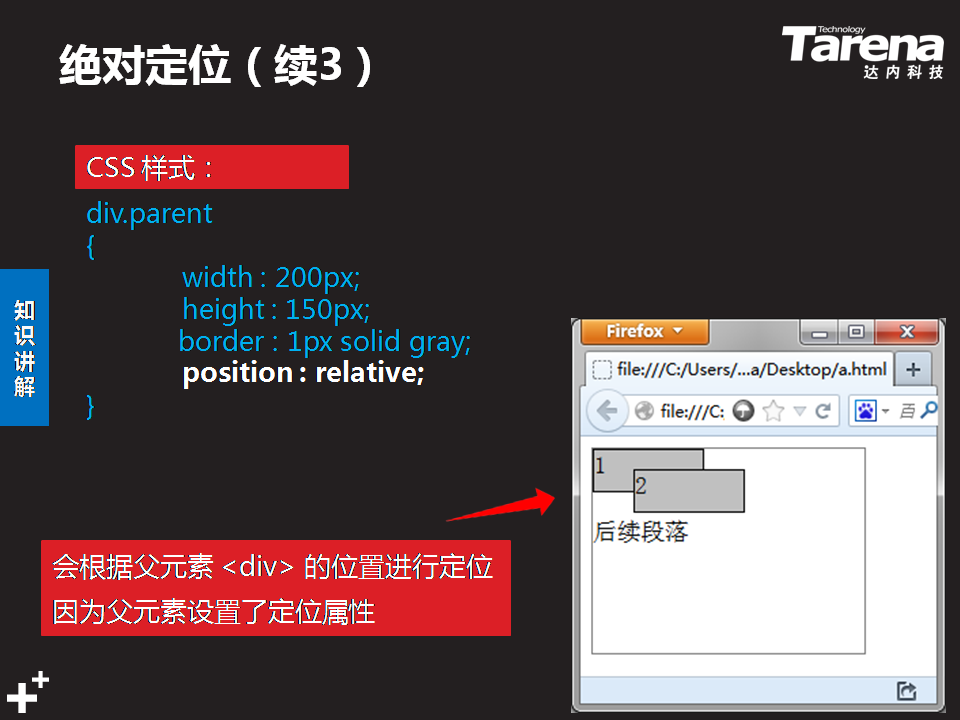 绝对定位（续3）
Technology
Tarena
达内科技
CSS 样式：
div.parent
{
width : 200px;
height : 150px;
border : 1px solid gray;
position : relative;
}
知识讲解
Firefox
file:///C:/Users/...a/Desktop/a.html
file:///C:
百
1
2
后续段落
会根据父元素 <div> 的位置进行定位
因为父元素设置了定位属性